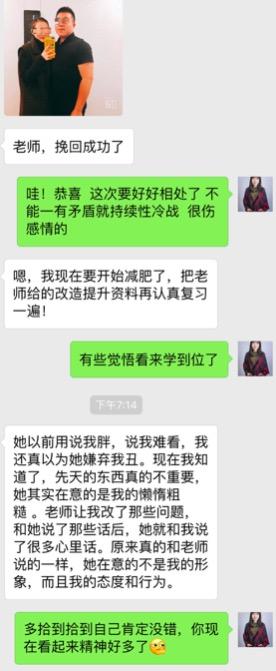 老师，挽回成功了
哇！恭喜 这次要好好相处了 不
能一有矛盾就持续性冷战 很伤
感情的
嗯，我现在要开始减肥了，把老
师给的改造提升资料再认真复习
一遍！
有些觉悟看来学到位了
下午7:14
她以前用说我胖，说我难看，我
还真以为她嫌弃我丑。现在我知
道了，先天的东西真的不重要，
她其实在意的是我的懒惰粗
糙 。老师让我改了那些问题，
和她说了那些话后，她就和我说
了很多心里话。原来真的和老师
说的一样，她在意的不是我的形
象，而且我的态度和行为。
多拾到拾到自己肯定没错，你现
在看起来精神好多了